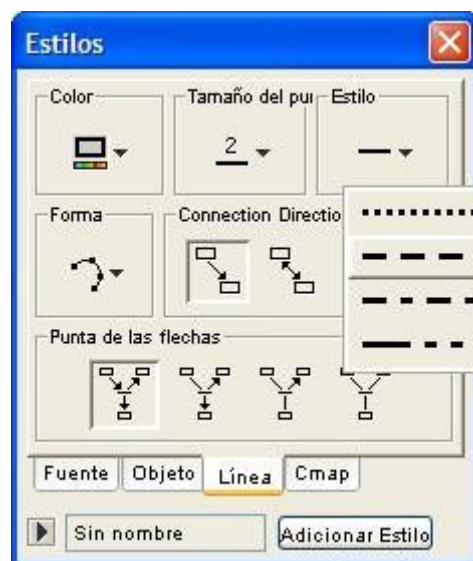 Estilos
Color
Tamaño del pu
Estilo
2
Forma
Connection Directio
Punta de las flechas
Fuente Objeto Línea Cmap
Sin nombre Adicionar Estilo